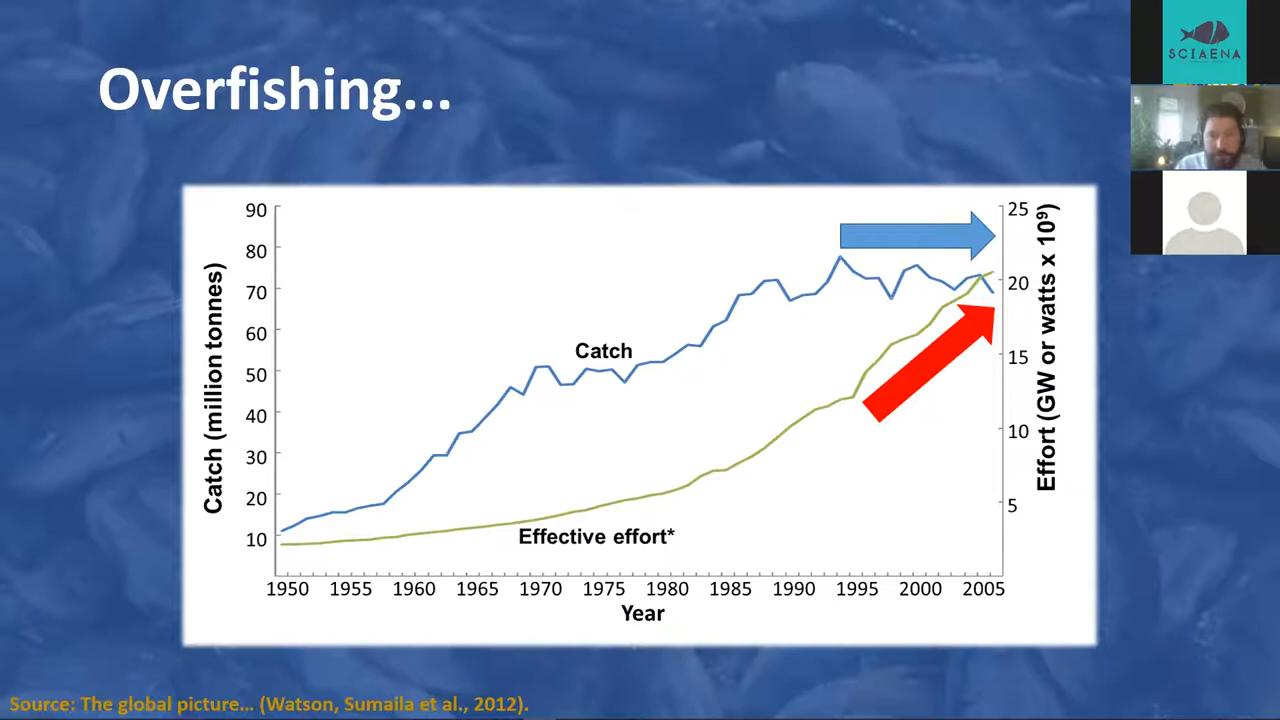 Overfishing...
SCIAENA
90
80
70
60
50
40
30
20
10
Catch (million tonnes)
25
20
15
10
5
Effort (GW or watts x 10⁹)
Catch
Effective effort*
1950 1955 1960 1965 1970 1975 1980 1985 1990 1995 2000 2005
Year
Source: The global picture... (Watson, Sumaila et al., 2012).